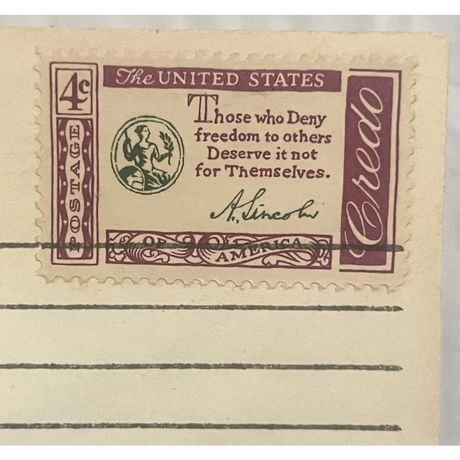 4¢
The UNITED STATES
Those who Deny
freedom to others
Deserve it not
for Themselves.
A. Lincoln
POSTAGE
OF
AMERICA
Credo